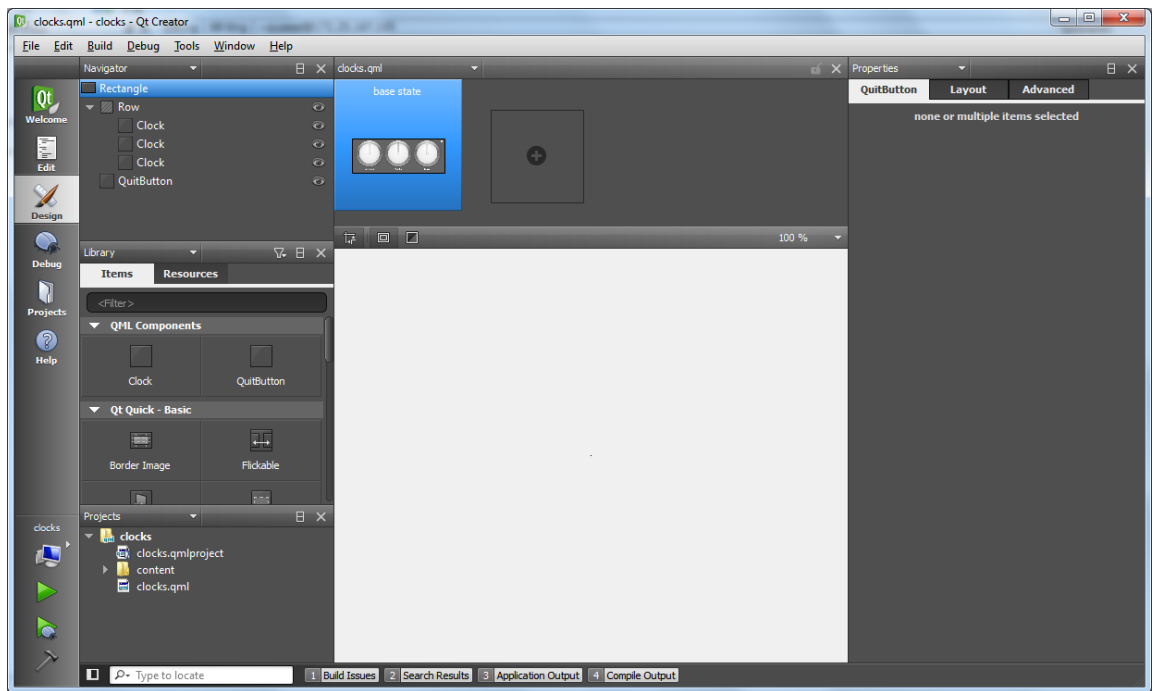 clocks.qml - clocks - Qt Creator
File Edit Build Debug Tools Window Help
Navigator
clocks.qml
Properties
Rectangle
Row
Clock
Clock
Clock
QuitButton
base state
QuitButton Layout Advanced
none or multiple items selected
Welcome
Edit
Design
Debug
Projects
Help
100 %
Library
Items Resources
<Filter>
QML Components
Clock QuitButton
Qt Quick - Basic
Border Image Flickable
Projects
clocks
clocks.qmlproject
content
clocks.qml
clocks
Type to locate
1 Build Issues 2 Search Results 3 Application Output 4 Compile Output